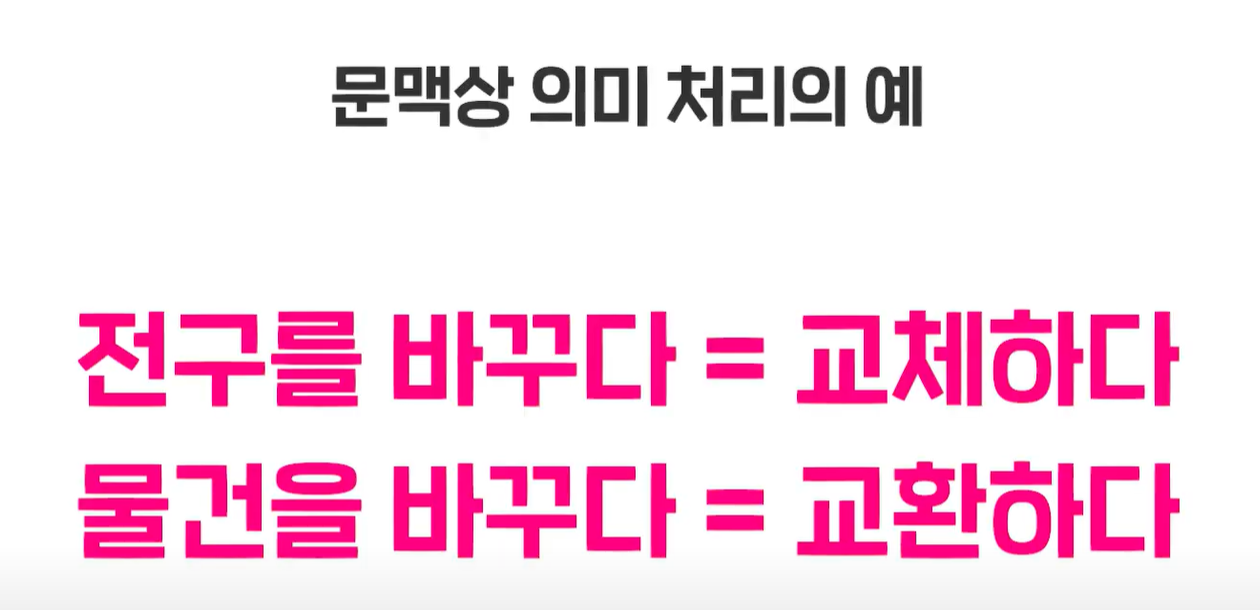 문맥상 의미 처리의 예
전구를 바꾸다 = 교체하다
물건을 바꾸다 = 교환하다